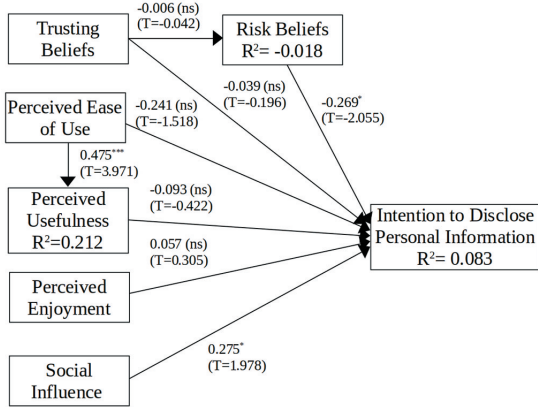 -0.006 (ns)
(T=-0.042)
Trusting
Beliefs
Risk Beliefs
R²= -0.018
-0.039 (ns)
(T=-0.196)
-0.269*
(T=-2.055)
-0.241 (ns)
(T=-1.518)
Perceived Ease
of Use
0.475***
(T=3.971)
Perceived
Usefulness
R²=0.212
-0.093 (ns)
(T=-0.422)
Intention to Disclose
Personal Information
R²= 0.083
0.057 (ns)
(T=0.305)
Perceived
Enjoyment
0.275*
(T=1.978)
Social
Influence